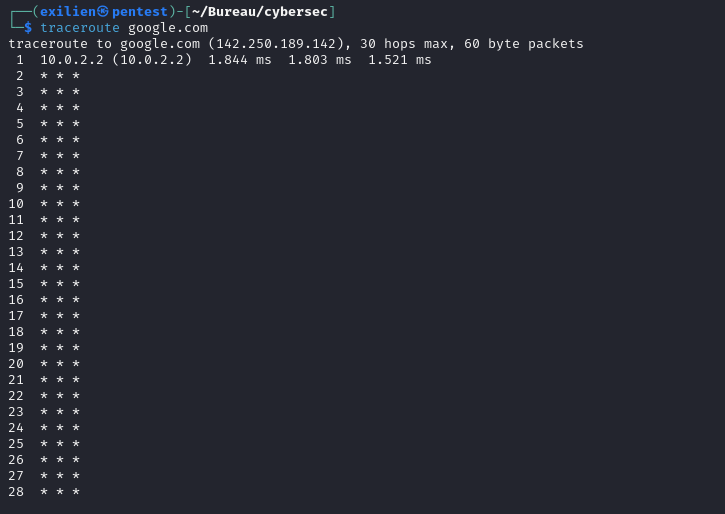 ┌──(exilien㉿pentest)-[~/Bureau/cybersec]
└─$ traceroute google.com
traceroute to google.com (142.250.189.142), 30 hops max, 60 byte packets
 1  10.0.2.2 (10.0.2.2)  1.844 ms  1.803 ms  1.521 ms
 2  * * *
 3  * * *
 4  * * *
 5  * * *
 6  * * *
 7  * * *
 8  * * *
 9  * * *
10  * * *
11  * * *
12  * * *
13  * * *
14  * * *
15  * * *
16  * * *
17  * * *
18  * * *
19  * * *
20  * * *
21  * * *
22  * * *
23  * * *
24  * * *
25  * * *
26  * * *
27  * * *
28  * * *